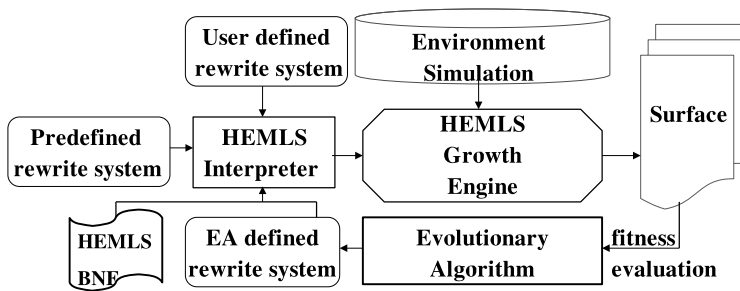 User defined
rewrite system
Environment
Simulation
Predefined
rewrite system
HEMLS
Interpreter
HEMLS
Growth
Engine
Surface
HEMLS
BNF
EA defined
rewrite system
Evolutionary
Algorithm
fitness
evaluation